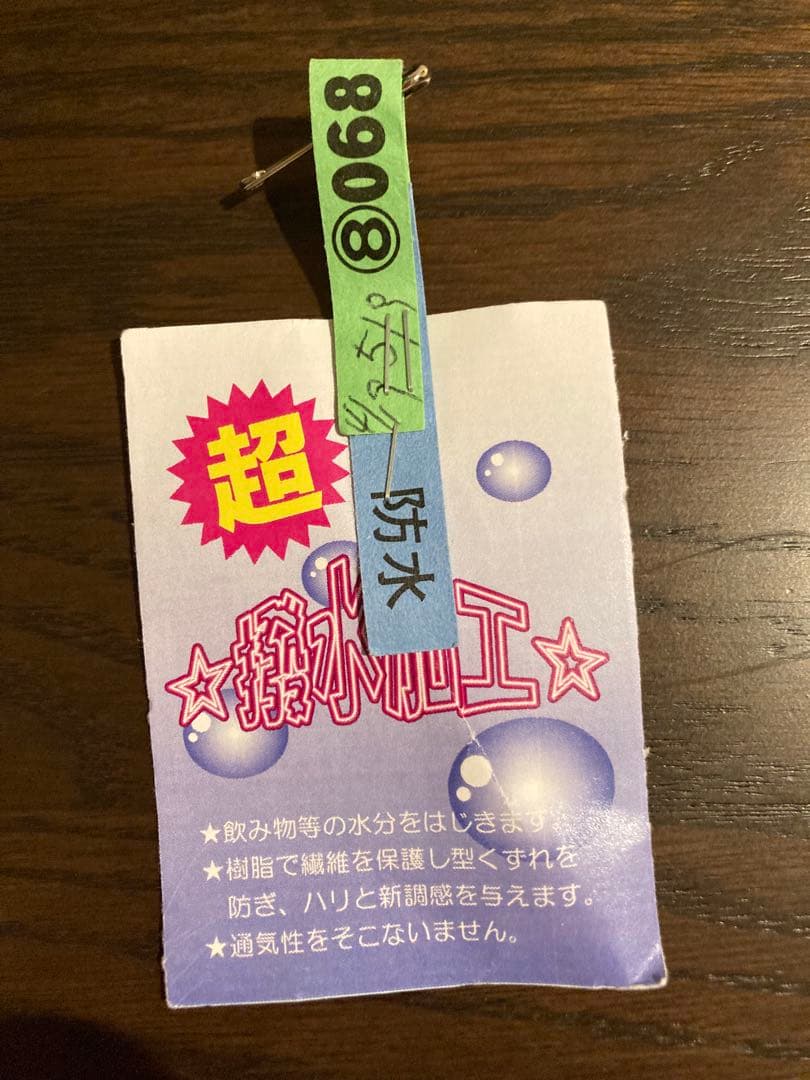 8968
防水
超
☆撥水加工☆
★飲み物等の水分をはじきます。
★樹脂で繊維を保護し型くずれを
防ぎ、ハリと新調感を与えます。
★通気性をそこないません。